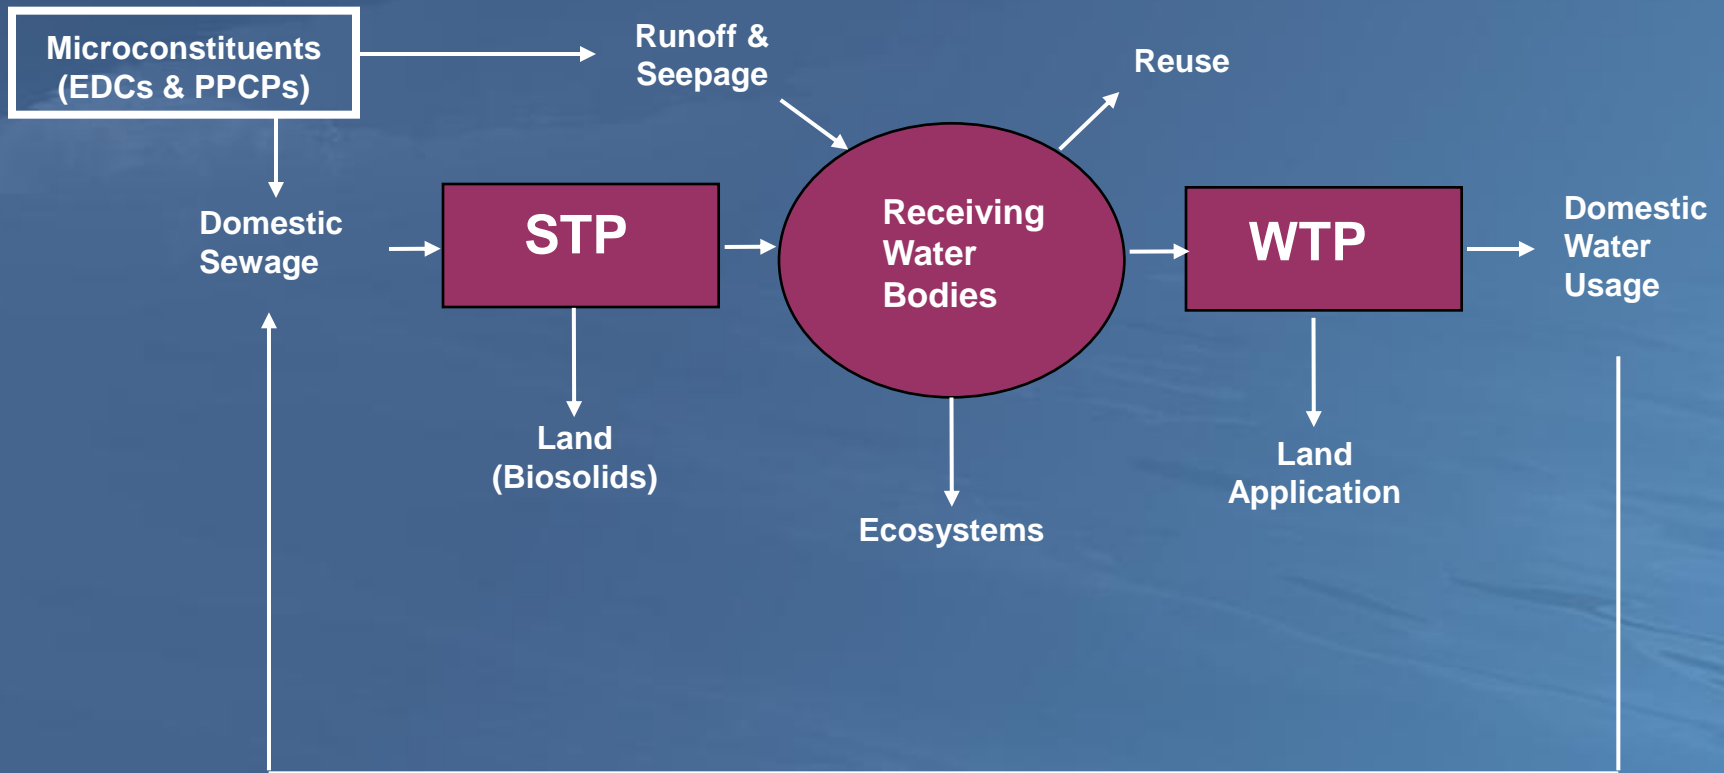 Microconstituents
(EDCs & PPCPs)
Runoff &
Seepage
Reuse
Domestic
Sewage
STP
Receiving
Water
Bodies
WTP
Domestic
Water
Usage
Land
(Biosolids)
Ecosystems
Land
Application